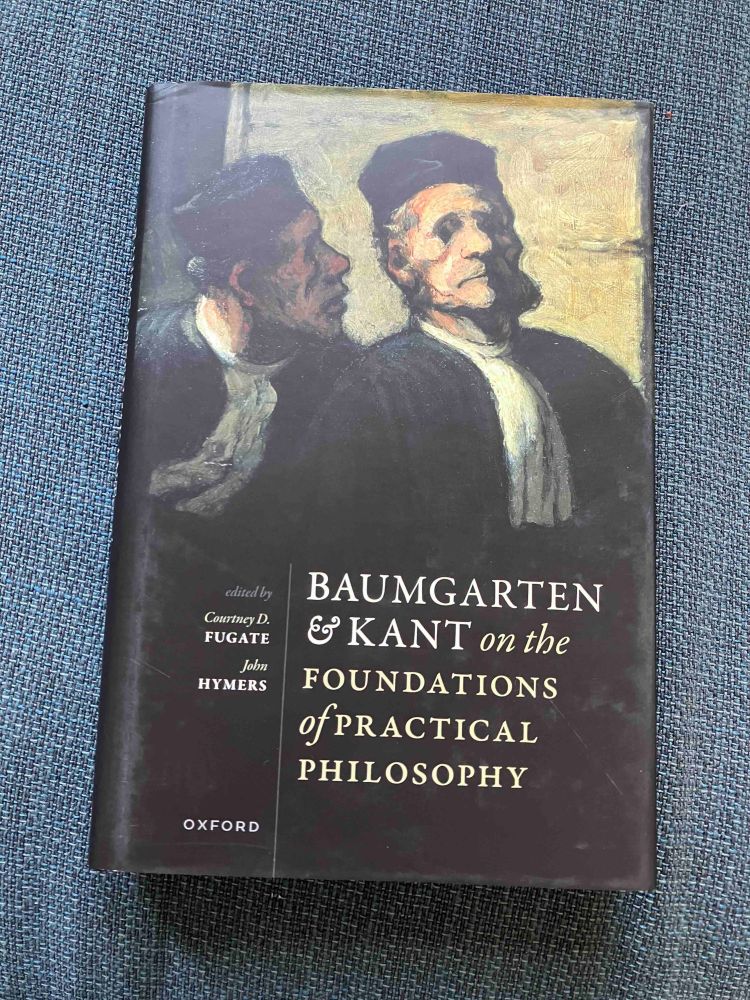 edited by
Courtney D.
FUGATE
John
HYMERS
BAUMGARTEN
& KANT on the
FOUNDATIONS
of PRACTICAL
PHILOSOPHY
OXFORD